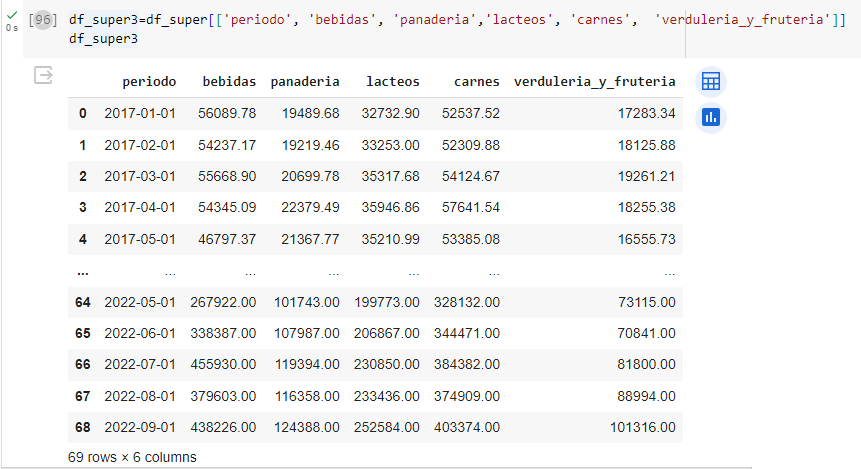 [96] df_super3=df_super[['periodo', 'bebidas', 'panaderia','lacteos', 'carnes', 'verduleria_y_fruteria']]
0 s
df_super3
periodo bebidas panaderia lacteos carnes verduleria_y_fruteria
0 2017-01-01 56089.78 19489.68 32732.90 52537.52 17283.34
1 2017-02-01 54237.17 19219.46 33253.00 52309.88 18125.88
2 2017-03-01 55668.90 20699.78 35317.68 54124.67 19261.21
3 2017-04-01 54345.09 22379.49 35946.86 57641.54 18255.38
4 2017-05-01 46797.37 21367.77 35210.99 53385.08 16555.73
... ... ... ... ... ... ...
64 2022-05-01 267922.00 101743.00 199773.00 328132.00 73115.00
65 2022-06-01 338387.00 107987.00 206867.00 344471.00 70841.00
66 2022-07-01 455930.00 119394.00 230850.00 384382.00 81800.00
67 2022-08-01 379603.00 116358.00 233436.00 374909.00 88994.00
68 2022-09-01 438226.00 124388.00 252584.00 403374.00 101316.00
69 rows × 6 columns